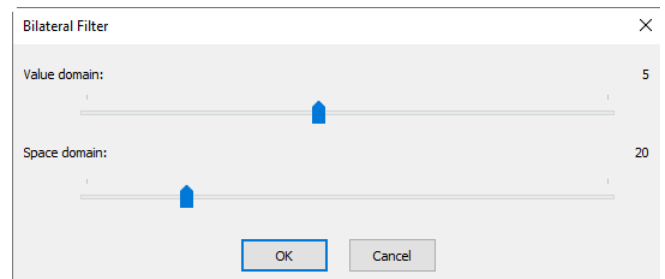 Bilateral Filter
Value domain: 5
Space domain: 20
OK Cancel